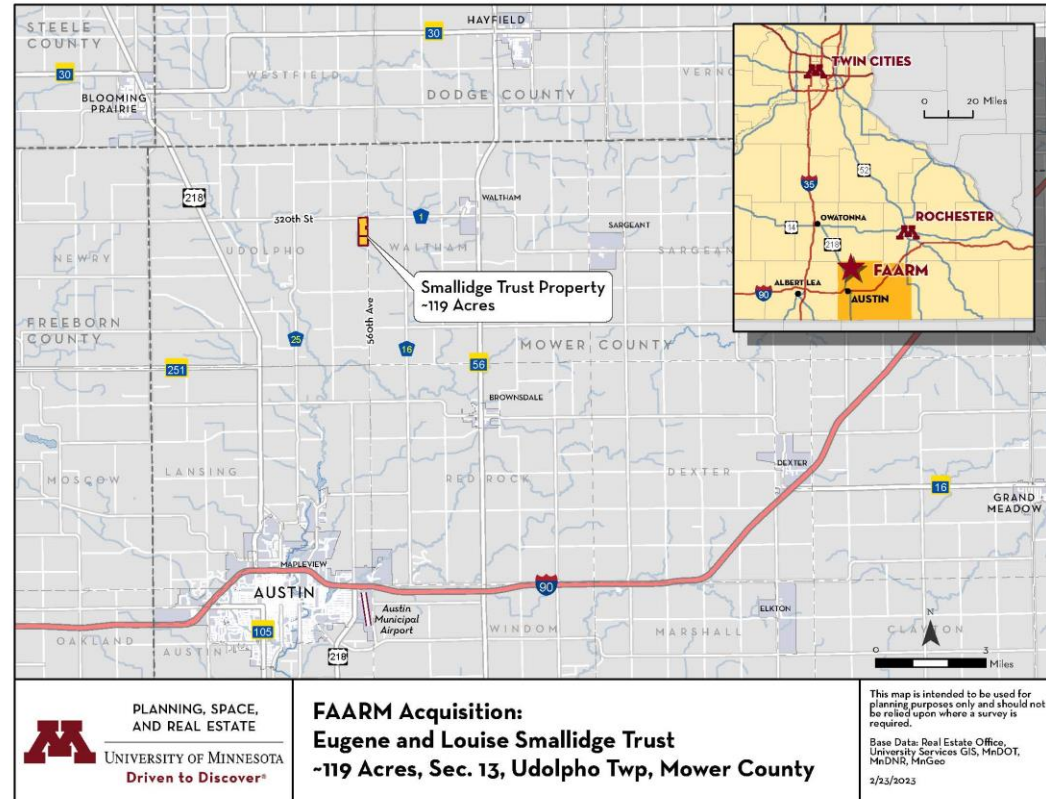 STEELE
COUNTY
HAYFIELD
30
30
WESTFIELD
VERNO
BLOOMING
PRAIRIE
DODGE COUNTY
218
320th St
1
WALTHAM
UDOLPHO
WALTHAM
SARGEANT
SARGEAN
NEWRY
Smallidge Trust Property
~119 Acres
560th Ave
FREEBORN
COUNTY
25
16
MOWER COUNTY
251
56
BROWNSDALE
LANSING
MOSCOW
RED ROCK
DEXTER
DEXTER
16
GRAND
MEADOW
MAPLEVIEW
AUSTIN
90
Austin
Municipal
Airport
ELKTON
105
OAKLAND
AUSTIN
218
WINDOM
MARSHALL
CLAYTON
N
0 3
Miles
TWIN CITIES
0 20 Miles
52
35
OWATONNA
ROCHESTER
14
218
FAARM
ALBERT LEA
90
AUSTIN
PLANNING, SPACE,
AND REAL ESTATE
M
UNIVERSITY OF MINNESOTA
Driven to Discover®
FAARM Acquisition:
Eugene and Louise Smallidge Trust
~119 Acres, Sec. 13, Udolpho Twp, Mower County
This map is intended to be used for
planning purposes only and should not
be relied upon where a survey is
required.
Base Data: Real Estate Office,
University Services GIS, MnDOT,
MnDNR, MnGeo
2/23/2023